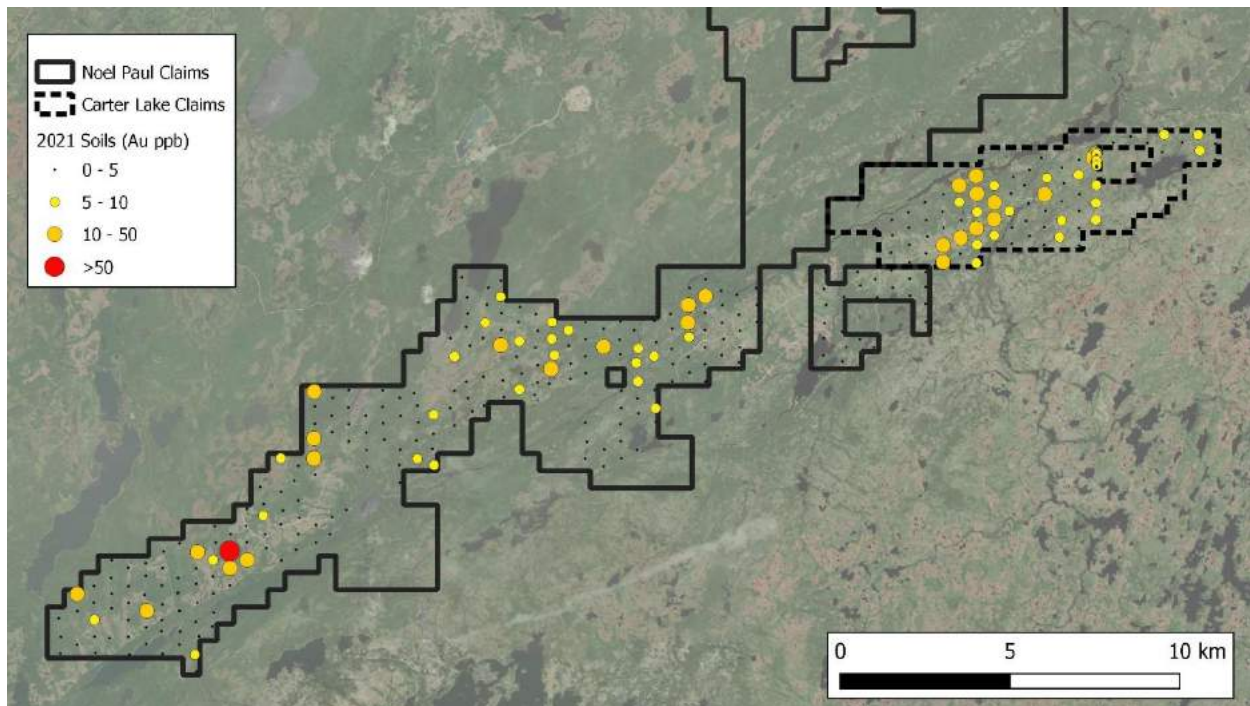 Noel Paul Claims
Carter Lake Claims
2021 Soils (Au ppb)
0 - 5
5 - 10
10 - 50
>50
0 5 10 km